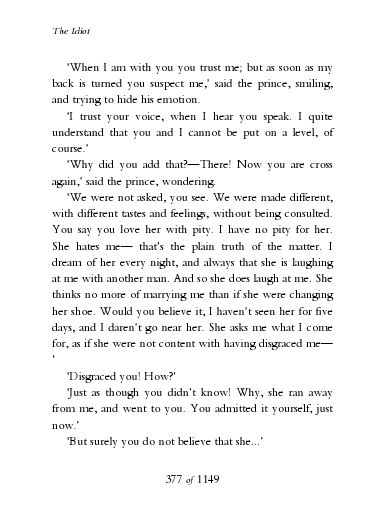 The Idiot
'When I am with you you trust me; but as soon as my
back is turned you suspect me,' said the prince, smiling,
and trying to hide his emotion.
'I trust your voice, when I hear you speak. I quite
understand that you and I cannot be put on a level, of
course.'
'Why did you add that?—There! Now you are cross
again,' said the prince, wondering.
'We were not asked, you see. We were made different,
with different tastes and feelings, without being consulted.
You say you love her with pity. I have no pity for her.
She hates me— that's the plain truth of the matter. I
dream of her every night, and always that she is laughing
at me with another man. And so she does laugh at me. She
thinks no more of marrying me than if she were changing
her shoe. Would you believe it, I haven't seen her for five
days, and I daren't go near her. She asks me what I come
for, as if she were not content with having disgraced me—
'
'Disgraced you! How?'
'Just as though you didn't know! Why, she ran away
from me, and went to you. You admitted it yourself, just
now.'
'But surely you do not believe that she...'
377 of 1149